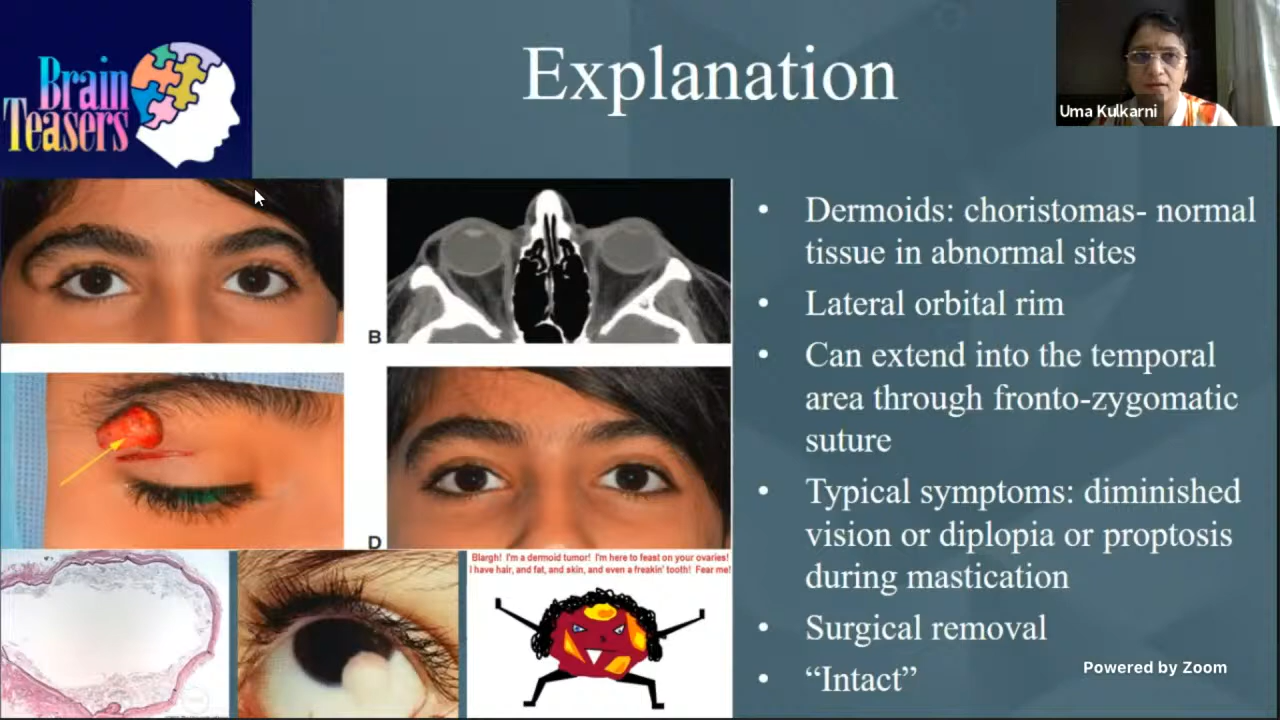 Brain
Teasers
Explanation
Uma Kulkarni
B
D
Blargh! I'm a dermoid tumor! I'm here to feast on your ovaries!
I have hair, and fat, and skin, and even a freakin' tooth! Fear me!
• Dermoids: choristomas- normal
tissue in abnormal sites
• Lateral orbital rim
• Can extend into the temporal
area through fronto-zygomatic
suture
• Typical symptoms: diminished
vision or diplopia or proptosis
during mastication
• Surgical removal
• “Intact”
Powered by Zoom